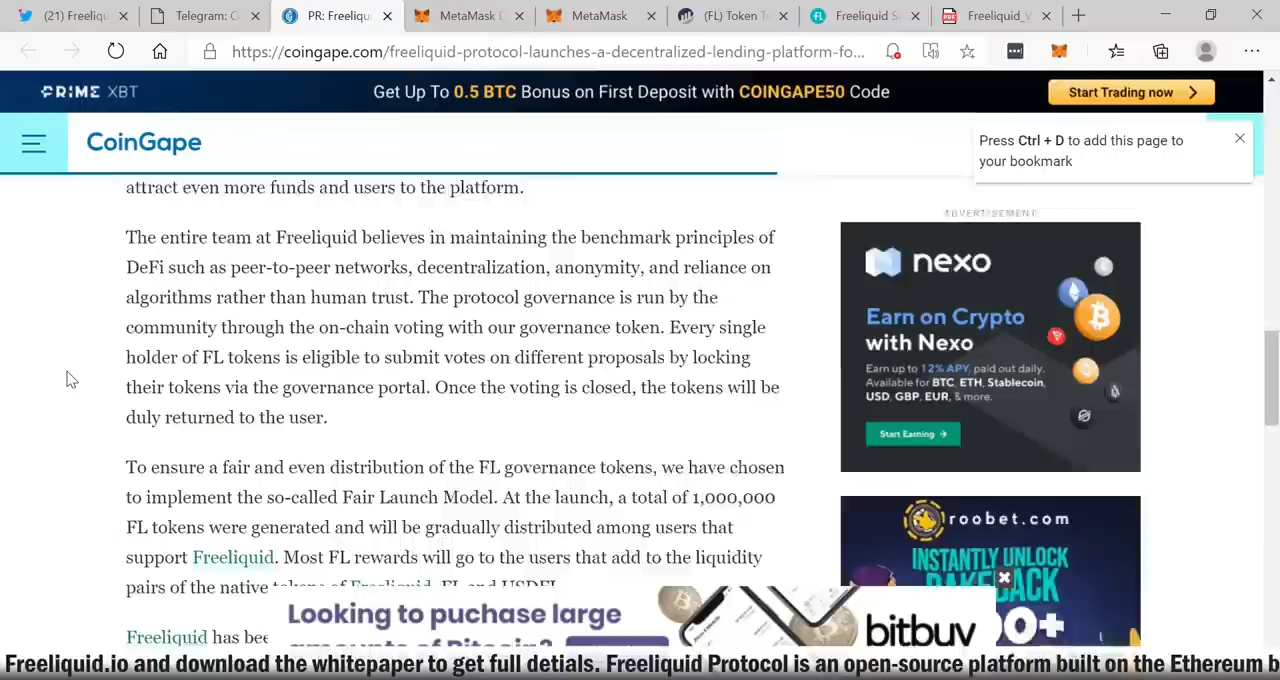 (21) Freeliqu
Telegram: C
PR: Freeliqu
MetaMask D
MetaMask
(FL) Token T
Freeliquid S
Freeliquid_V
https://coingape.com/freeliquid-protocol-launches-a-decentralized-lending-platform-fo...
PRIME XBT
Get Up To 0.5 BTC Bonus on First Deposit with COINGAPE50 Code
Start Trading now
CoinGape
Press Ctrl + D to add this page to
your bookmark
attract even more funds and users to the platform.
The entire team at Freeliquid believes in maintaining the benchmark principles of
DeFi such as peer-to-peer networks, decentralization, anonymity, and reliance on
algorithms rather than human trust. The protocol governance is run by the
community through the on-chain voting with our governance token. Every single
holder of FL tokens is eligible to submit votes on different proposals by locking
their tokens via the governance portal. Once the voting is closed, the tokens will be
duly returned to the user.
To ensure a fair and even distribution of the FL governance tokens, we have chosen
to implement the so-called Fair Launch Model. At the launch, a total of 1,000,000
FL tokens were generated and will be gradually distributed among users that
support Freeliquid. Most FL rewards will go to the users that add to the liquidity
pairs of the native tokens of Freeliquid, FL and USDFL
Freeliquid has bee
ADVERTISEMENT
nexo
Earn on Crypto
with Nexo
Earn up to 12% APY, paid out daily.
Available for BTC, ETH, Stablecoin,
USD, GBP, EUR, & more.
Start Earning
roobet.com
INSTANTLY UNLOCK
00+
Looking to puchase large
amounts of Bitcoin?
bitbuy
Freeliquid.io and download the whitepaper to get full detials. Freeliquid Protocol is an open-source platform built on the Ethereum b